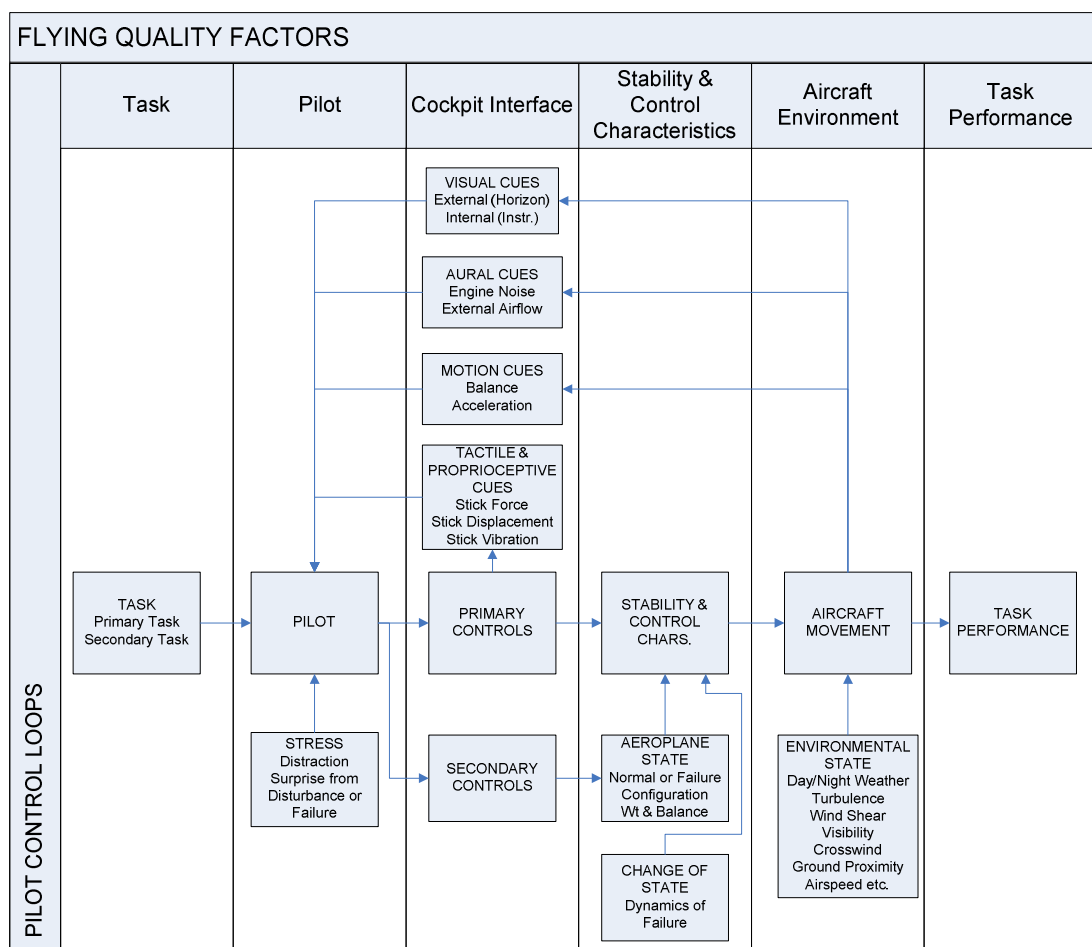 FLYING QUALITY FACTORS
Task
Pilot
Cockpit Interface
Stability &
Control
Characteristics
Aircraft
Environment
Task
Performance
PILOT CONTROL LOOPS
VISUAL CUES
External (Horizon)
Internal (Instr.)
AURAL CUES
Engine Noise
External Airflow
MOTION CUES
Balance
Acceleration
TACTILE &
PROPRIOCEPTIVE
CUES
Stick Force
Stick Displacement
Stick Vibration
TASK
Primary Task
Secondary Task
PILOT
PRIMARY
CONTROLS
STABILITY &
CONTROL
CHARS.
AIRCRAFT
MOVEMENT
TASK
PERFORMANCE
STRESS
Distraction
Surprise from
Disturbance or
Failure
SECONDARY
CONTROLS
AEROPLANE
STATE
Normal or Failure
Configuration
Wt & Balance
ENVIRONMENTAL
STATE
Day/Night Weather
Turbulence
Wind Shear
Visibility
Crosswind
Ground Proximity
Airspeed etc.
CHANGE OF
STATE
Dynamics of
Failure